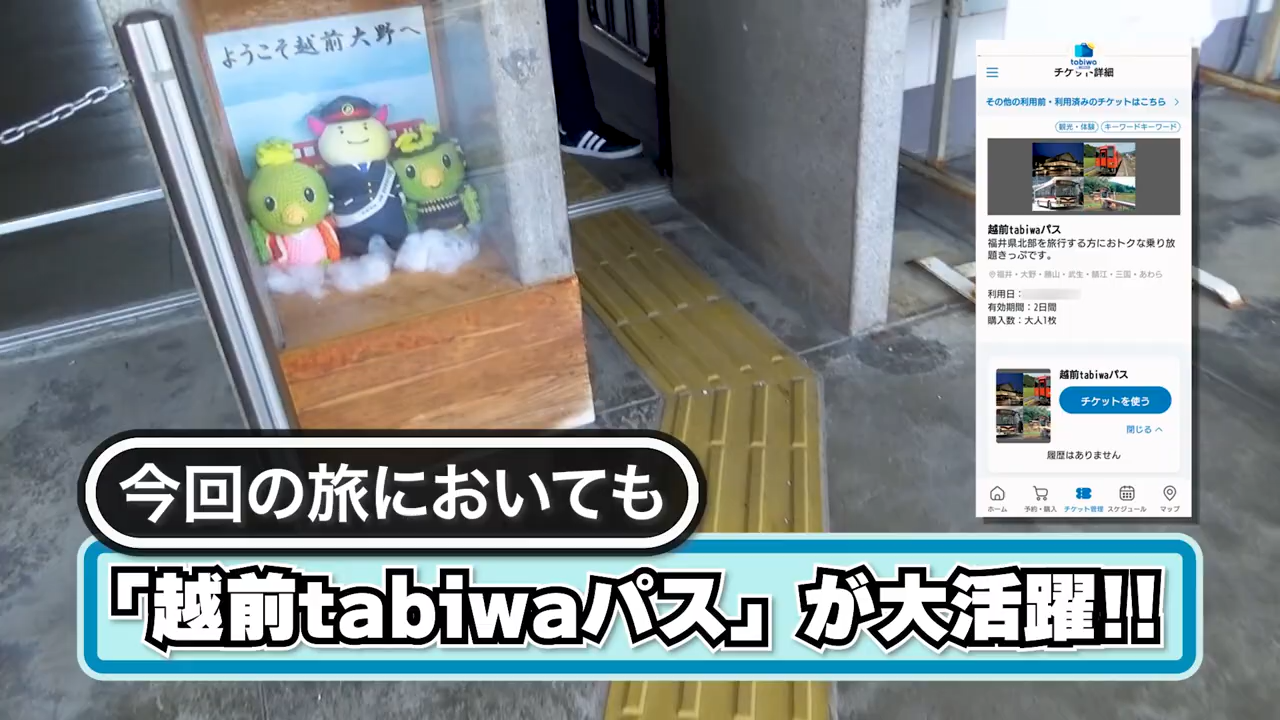 ようこそ越前大野へ
tabiwa
チケット詳細
その他の利用前・利用済みのチケットはこちら
観光・体験 キーワードキーワード
越前tabiwaパス
福井県北部を旅行する方におトクな乗り放
題きっぷです。
福井・大野・勝山・武生・鯖江・三国・あわら
利用日：
有効期間：2日間
購入数：大人1枚
越前tabiwaパス
チケットを使う
閉じる
履歴はありません
ホーム 予約・購入 チケット管理 スケジュール マップ
今回の旅においても
「越前tabiwaパス」が大活躍!!